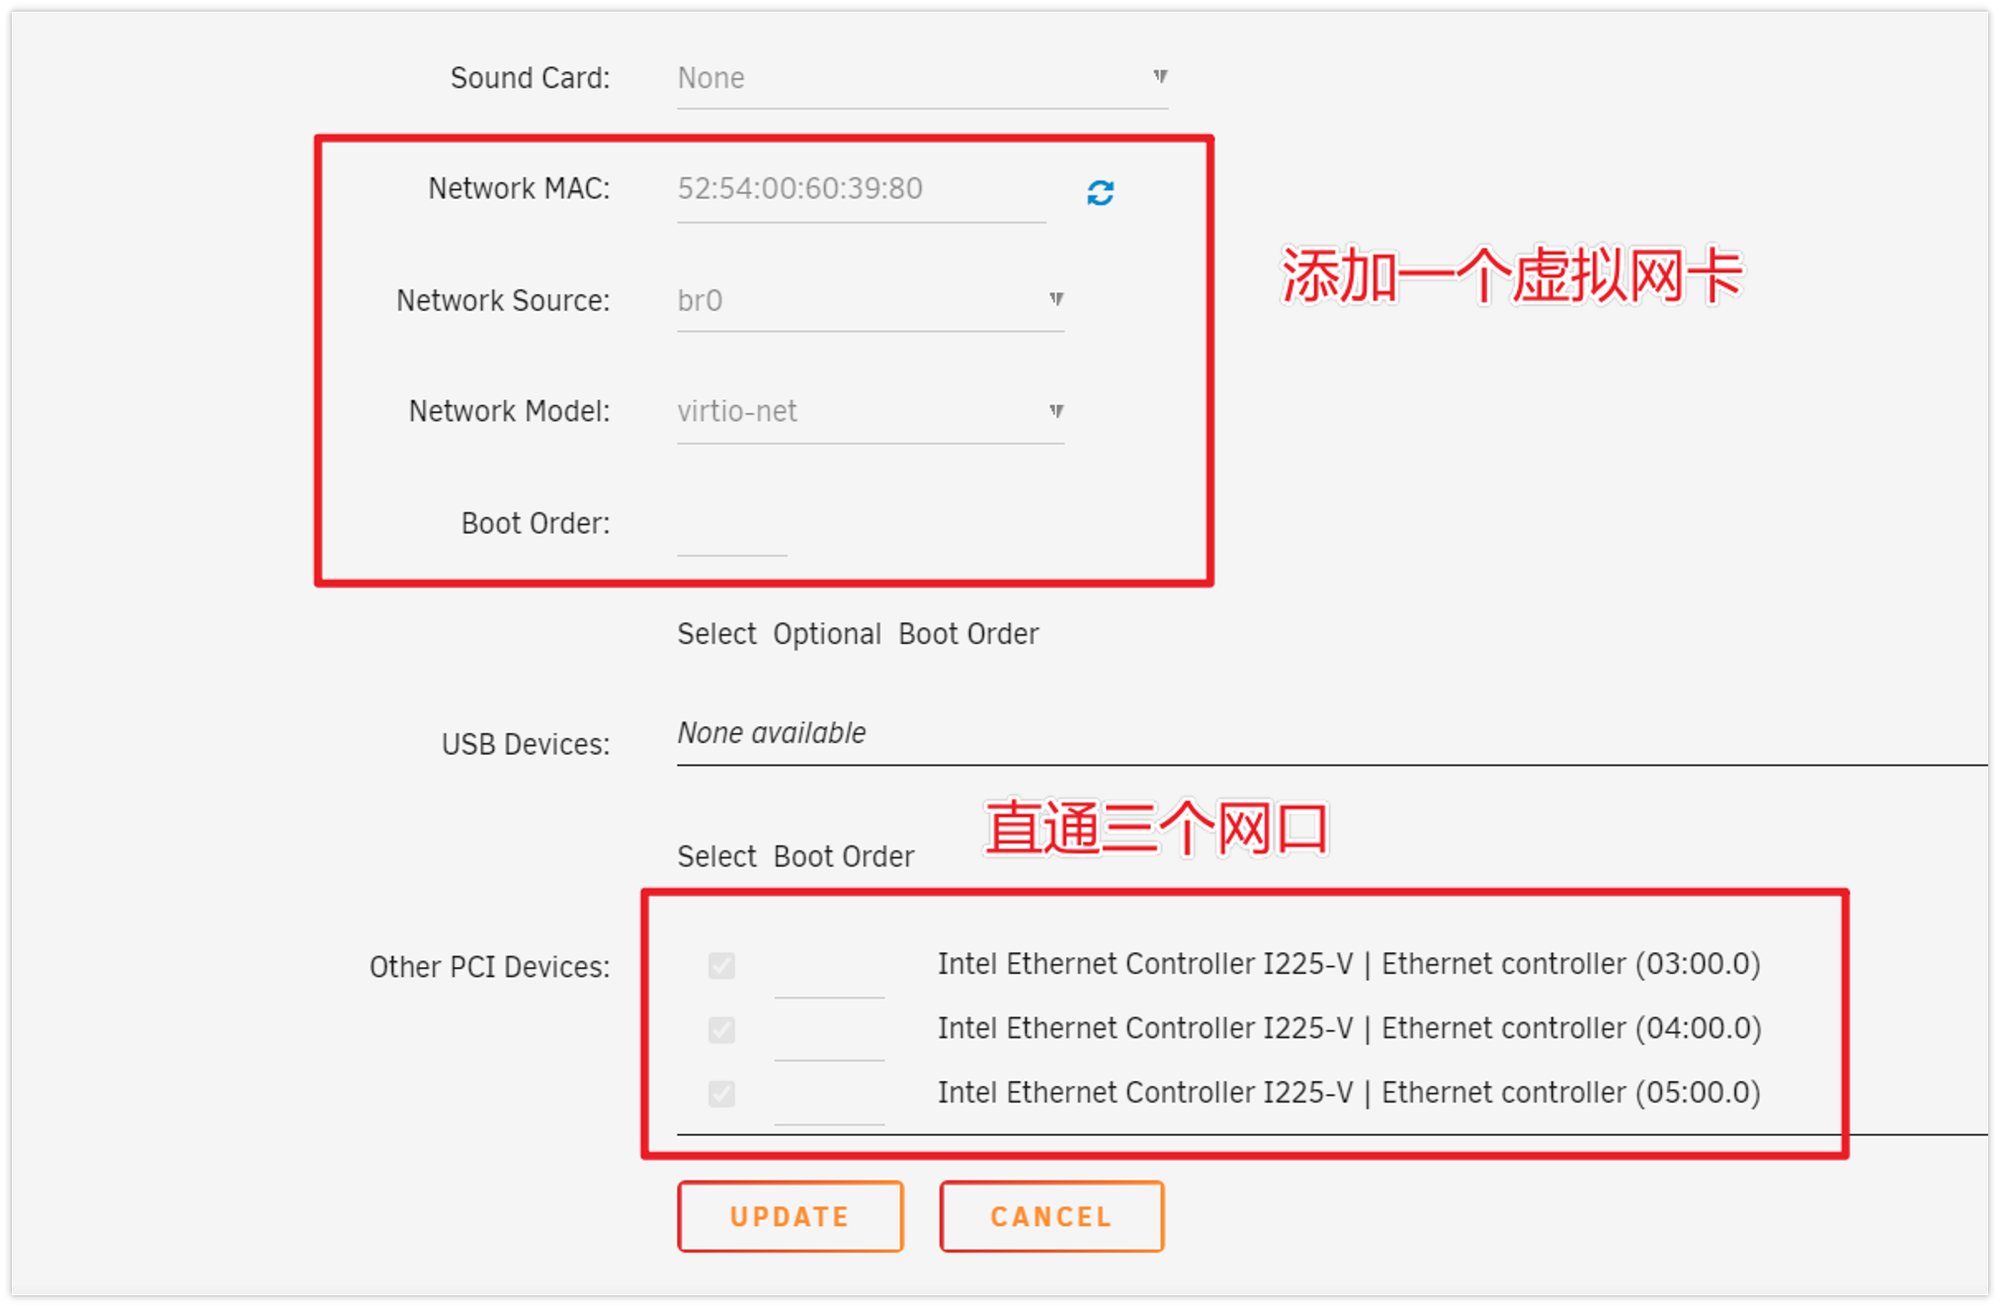 Sound Card: None
Network MAC: 52:54:00:60:39:80
添加一个虚拟网卡
Network Source: br0
Network Model: virtio-net
Boot Order:
Select Optional Boot Order
USB Devices: None available
直通三个网口
Select Boot Order
Other PCI Devices: Intel Ethernet Controller I225-V | Ethernet controller (03:00.0)
Intel Ethernet Controller I225-V | Ethernet controller (04:00.0)
Intel Ethernet Controller I225-V | Ethernet controller (05:00.0)
UPDATE CANCEL